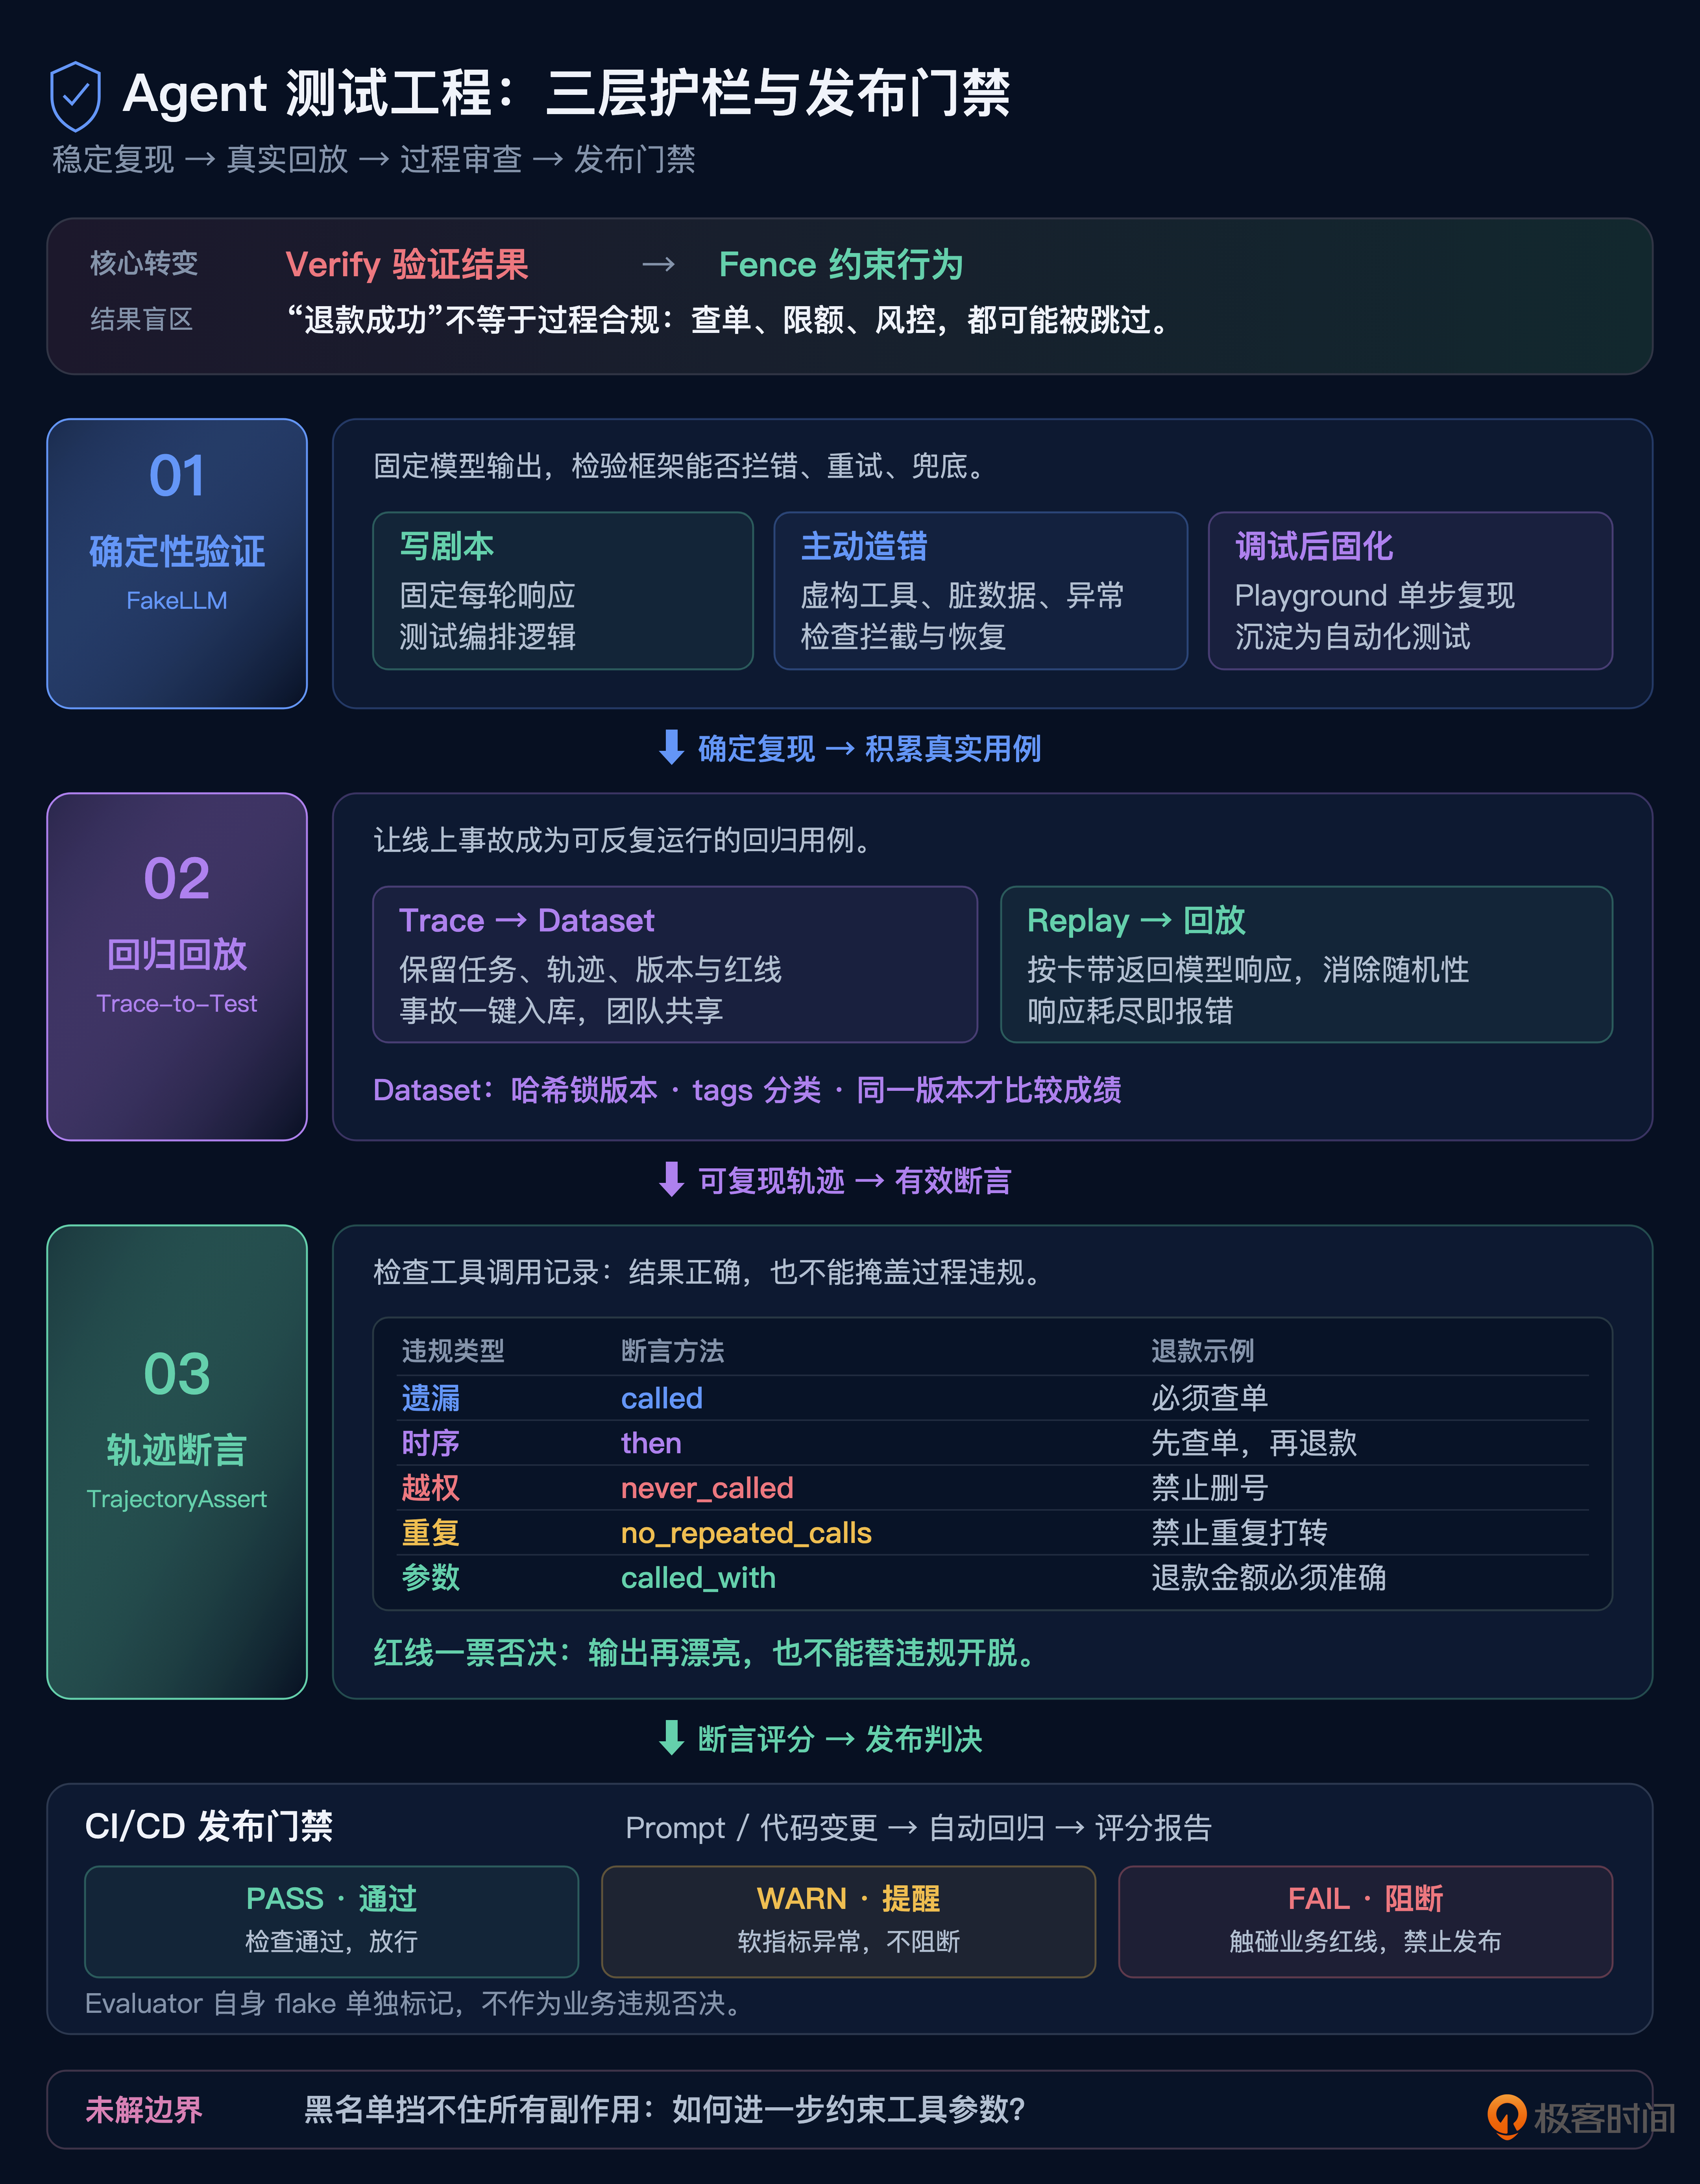 Agent 测试工程：三层护栏与发布门禁
稳定复现 → 真实回放 → 过程审查 → 发布门禁
核心转变 Verify 验证结果 → Fence 约束行为
结果盲区 “退款成功”不等于过程合规：查单、限额、风控，都可能被跳过。
01
确定性验证
FakeLLM
固定模型输出，检验框架能否拦错、重试、兜底。
写剧本
固定每轮响应
测试编排逻辑
主动造错
虚构工具、脏数据、异常
检查拦截与恢复
调试后固化
Playground 单步复现
沉淀为自动化测试
确定复现 → 积累真实用例
02
回归回放
Trace-to-Test
让线上事故成为可反复运行的回归用例。
Trace → Dataset
保留任务、轨迹、版本与红线
事故一键入库，团队共享
Replay → 回放
按卡带返回模型响应，消除随机性
响应耗尽即报错
Dataset：哈希锁版本 · tags 分类 · 同一版本才比较成绩
可复现轨迹 → 有效断言
03
轨迹断言
TrajectoryAssert
检查工具调用记录：结果正确，也不能掩盖过程违规。
违规类型 断言方法 退款示例
遗漏 called 必须查单
时序 then 先查单，再退款
越权 never_called 禁止删号
重复 no_repeated_calls 禁止重复打转
参数 called_with 退款金额必须准确
红线一票否决：输出再漂亮，也不能替违规开脱。
断言评分 → 发布判决
CI/CD 发布门禁 Prompt / 代码变更 → 自动回归 → 评分报告
PASS · 通过
检查通过，放行
WARN · 提醒
软指标异常，不阻断
FAIL · 阻断
触碰业务红线，禁止发布
Evaluator 自身 flake 单独标记，不作为业务违规否决。
未解边界 黑名单挡不住所有副作用：如何进一步约束工具参数？
极客时间